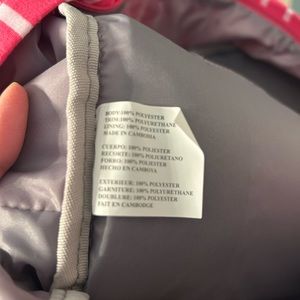 BODY:100% POLYESTER
TRIM:100% POLYURETHANE
LINING: 100% POLYESTER
MADE IN CAMBODIA
CUERPO: 100% POLIESTER
RECORTE: 100% POLIURETANO
FORRO: 100% POLIESTER
HECHO EN CAMBOYA
EXTERIEUR: 100% POLYESTER
GARNITURE: 100% POLYURETHANE
DOUBLURE: 100% POLYESTER
FAIT EN CAMBODGE